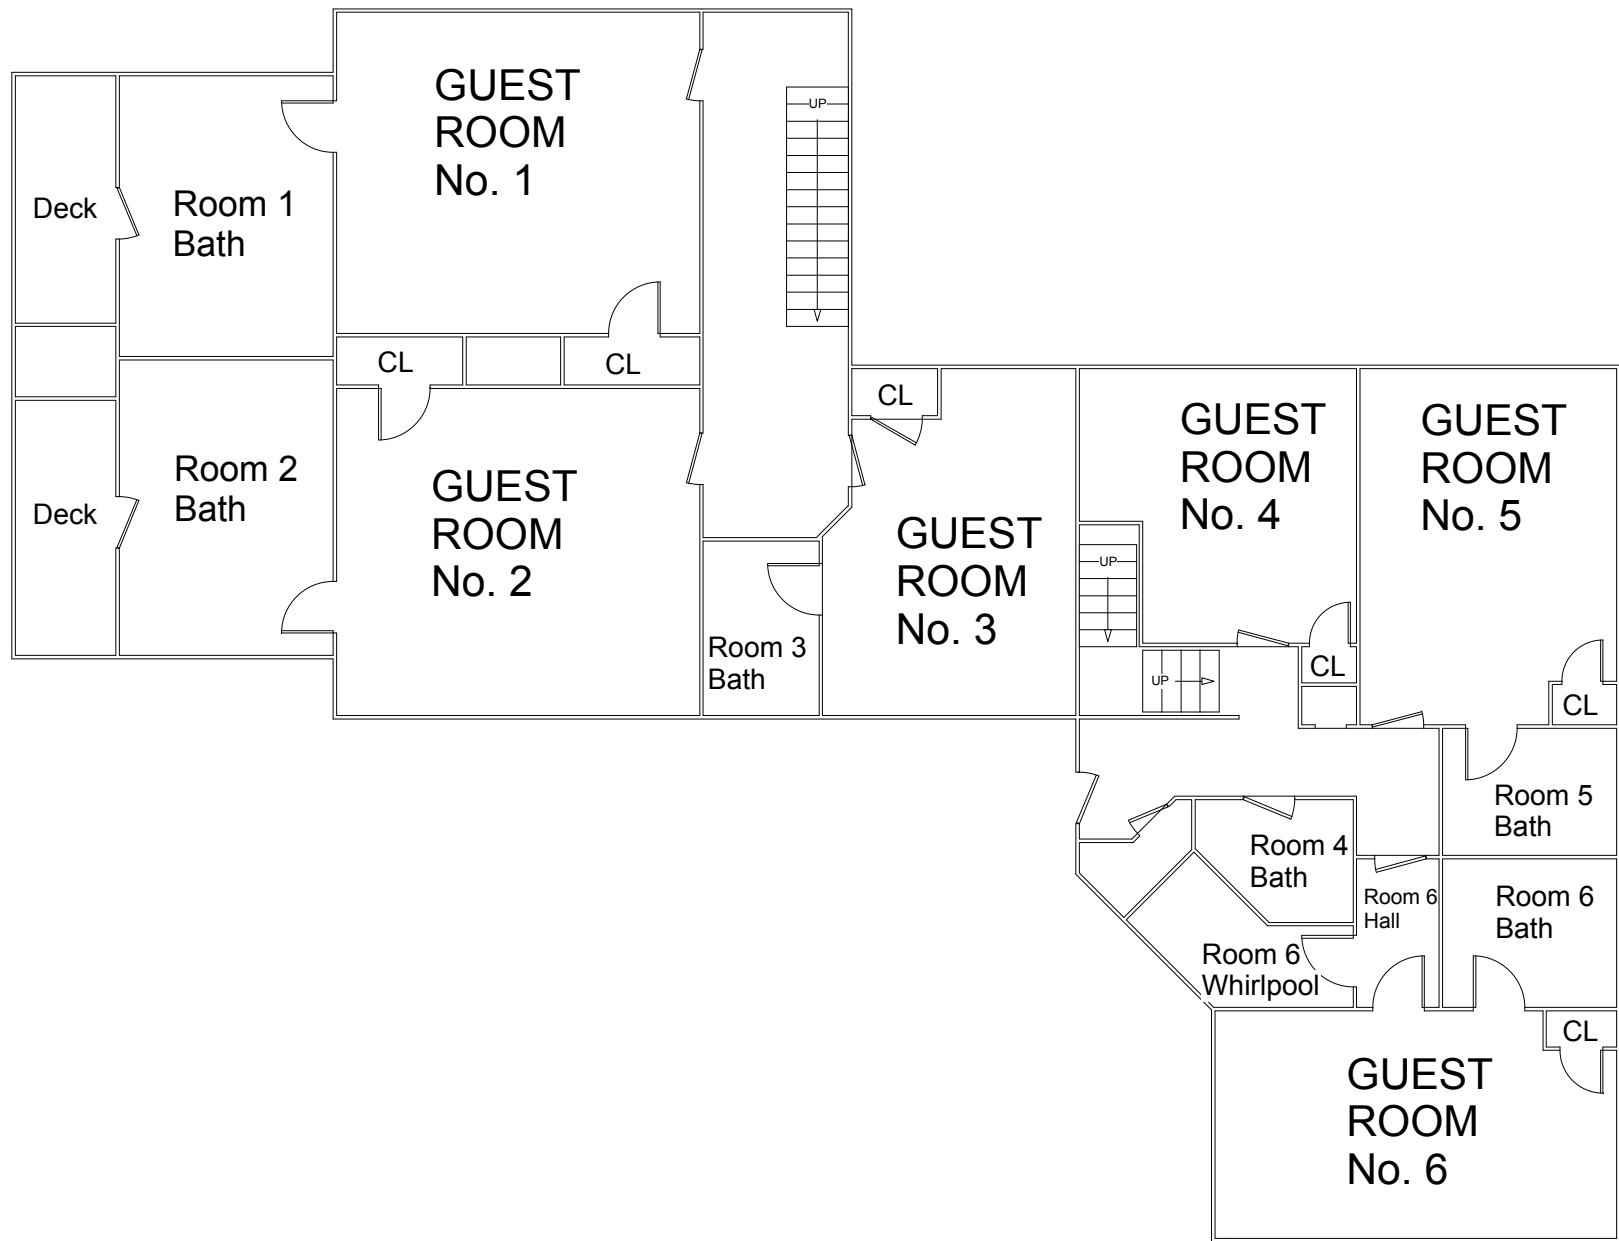 GUEST
ROOM
No. 1
UP
Deck
Room 1
Bath
CL
CL
CL
GUEST
ROOM
No. 4
GUEST
ROOM
No. 5
Room 2
Bath
Deck
GUEST
ROOM
No. 2
GUEST
ROOM
No. 3
UP
Room 3
Bath
CL
UP
CL
Room 5
Bath
Room 4
Bath
Room 6
Hall
Room 6
Bath
Room 6
Whirlpool
CL
GUEST
ROOM
No. 6